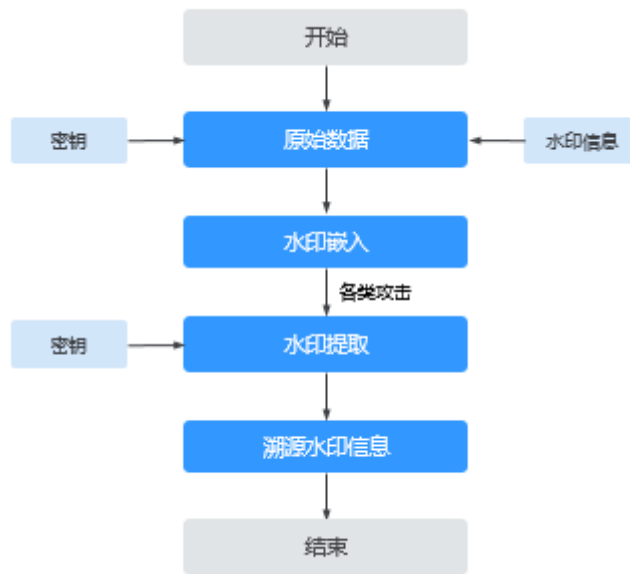 开始
密钥
原始数据
水印信息
水印嵌入
各类攻击
密钥
水印提取
溯源水印信息
结束